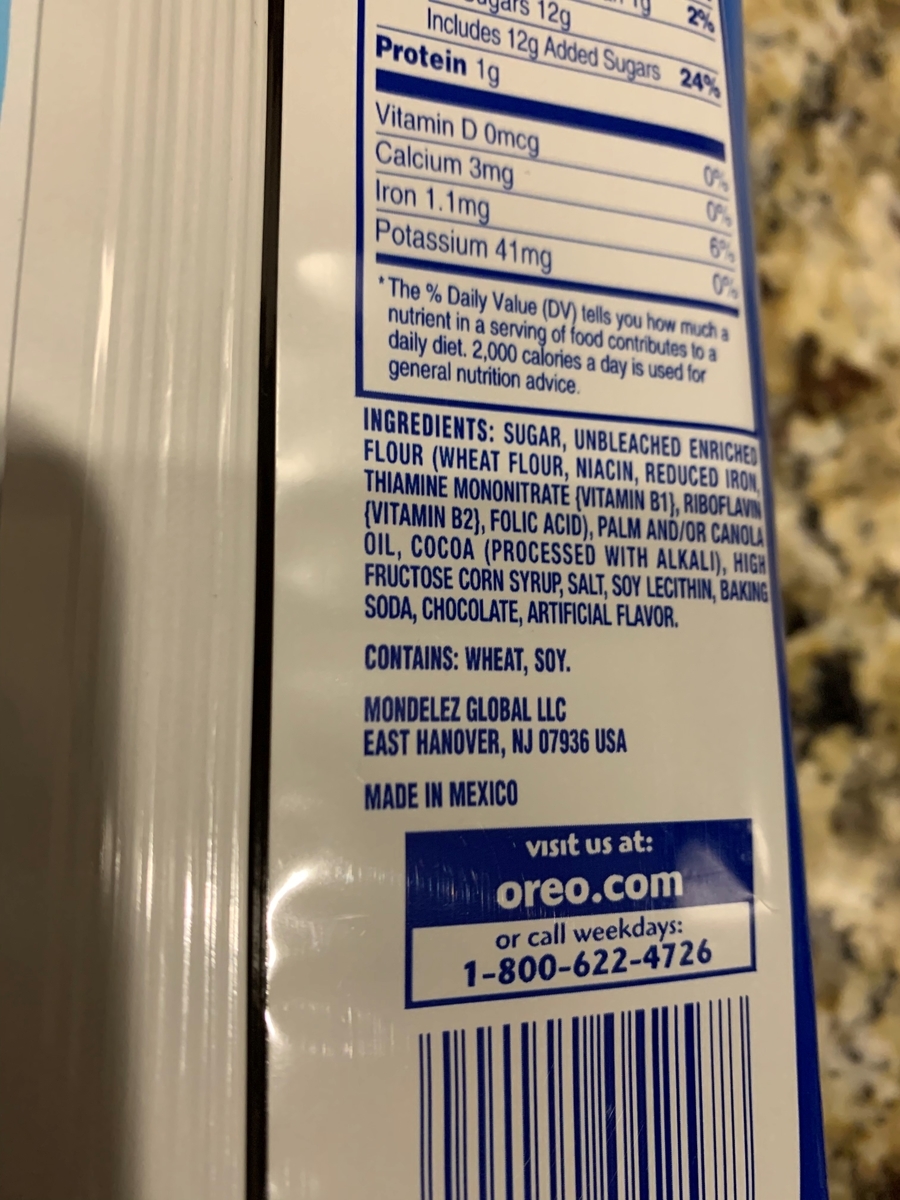 12g
2%
Includes 12g Added Sugars 24%
Protein 1g
Vitamin D 0mcg 0%
Calcium 3mg 0%
Iron 1.1mg 6%
Potassium 41mg 0%
*The % Daily Value (DV) tells you how much a
nutrient in a serving of food contributes to a
daily diet. 2,000 calories a day is used for
general nutrition advice.
INGREDIENTS: SUGAR, UNBLEACHED ENRICHED
FLOUR (WHEAT FLOUR, NIACIN, REDUCED IRON,
THIAMINE MONONITRATE {VITAMIN B1}, RIBOFLAVIN
{VITAMIN B2}, FOLIC ACID), PALM AND/OR CANOLA
OIL, COCOA (PROCESSED WITH ALKALI), HIGH
FRUCTOSE CORN SYRUP, SALT, SOY LECITHIN, BAKING
SODA, CHOCOLATE, ARTIFICIAL FLAVOR.
CONTAINS: WHEAT, SOY.
MONDELEZ GLOBAL LLC
EAST HANOVER, NJ 07936 USA
MADE IN MEXICO
visit us at:
oreo.com
or call weekdays:
1-800-622-4726